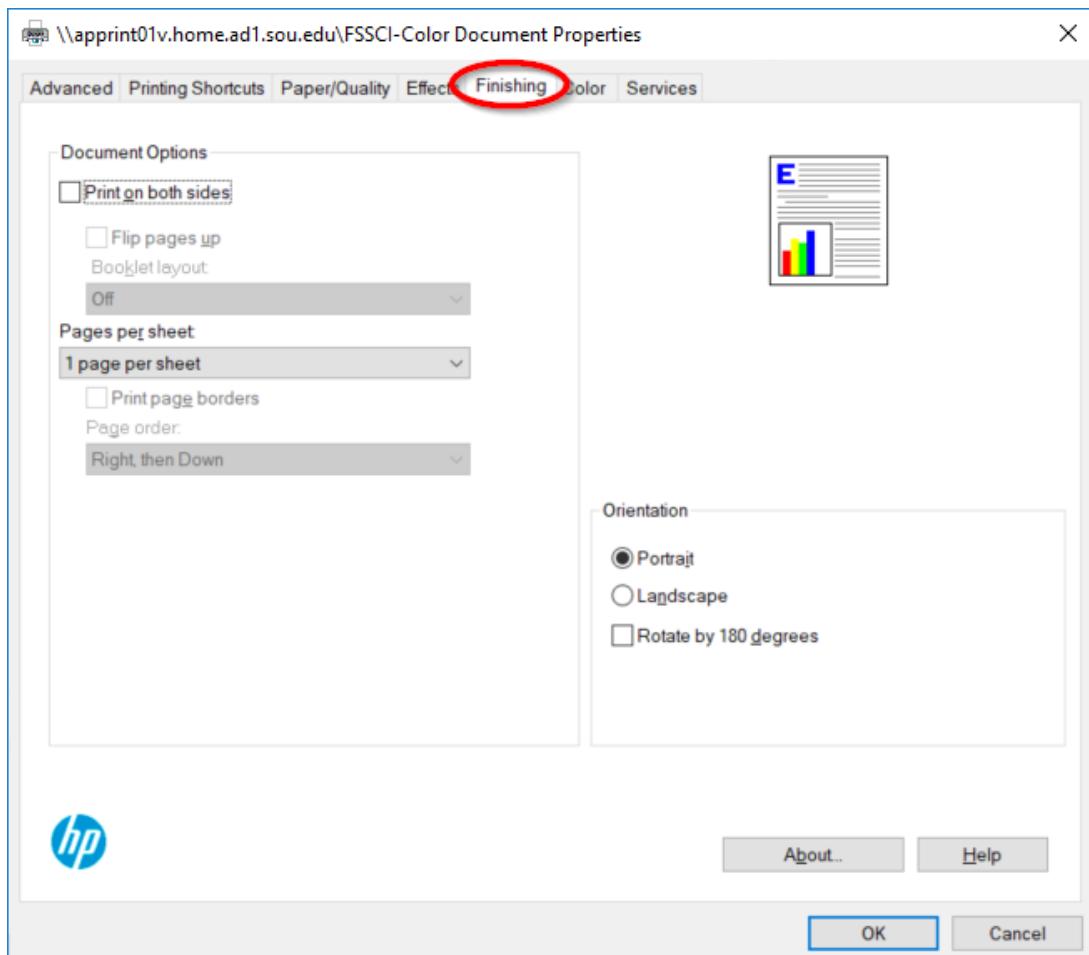 \\apprint01v.home.ad1.sou.edu\FSSCI-Color Document Properties
Advanced Printing Shortcuts Paper/Quality Effects Finishing Color Services
Document Options
Print on both sides
Flip pages up
Booklet layout:
Off
Pages per sheet:
1 page per sheet
Print page borders
Page order:
Right, then Down
E
Orientation
Portrait
Landscape
Rotate by 180 degrees
hp
About... Help
OK Cancel